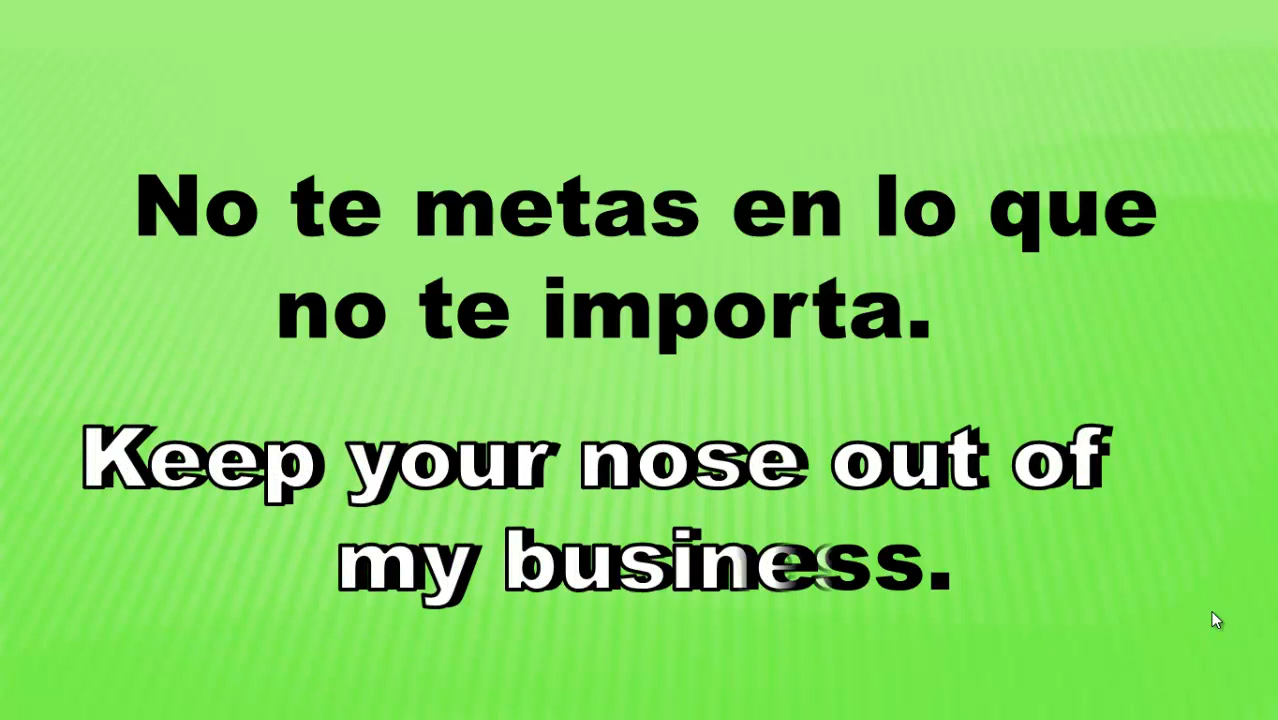 No te metas en lo que
no te importa.
Keep your nose out of
my business.